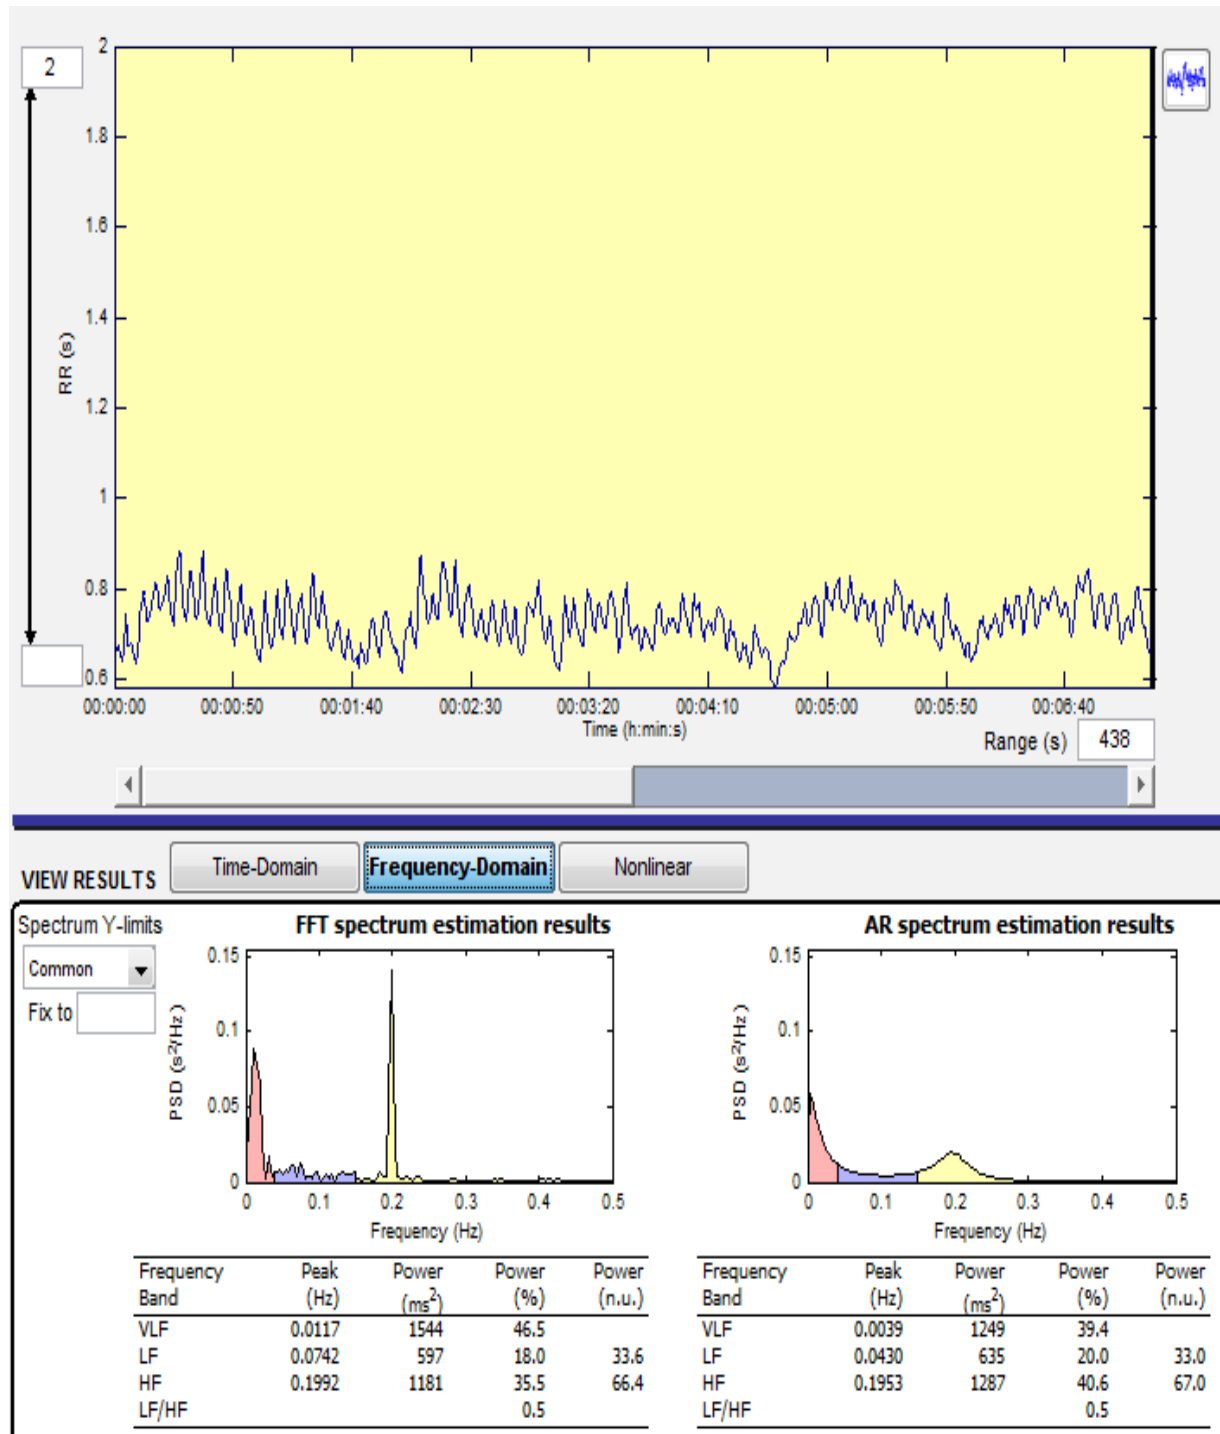 2
2
1.8
1.6
1.4
1.2
1
0.8
0.6
RR (s)
00:00:00 00:00:50 00:01:40 00:02:30 00:03:20 00:04:10 00:05:00 00:05:50 00:06:40
Time (h:min:s)
Range (s) 438
VIEW RESULTS Time-Domain Frequency-Domain Nonlinear
Spectrum Y-limits
Common
Fix to
FFT spectrum estimation results
0.15
0.1
0.05
0
PSD (s²/Hz)
0 0.1 0.2 0.3 0.4 0.5
Frequency (Hz)
Frequency Peak Power Power Power
Band (Hz) (ms²) (%) (n.u.)
VLF 0.0117 1544 46.5
LF 0.0742 597 18.0 33.6
HF 0.1992 1181 35.5 66.4
LF/HF 0.5
AR spectrum estimation results
0.15
0.1
0.05
0
PSD (s²/Hz)
0 0.1 0.2 0.3 0.4 0.5
Frequency (Hz)
Frequency Peak Power Power Power
Band (Hz) (ms²) (%) (n.u.)
VLF 0.0039 1249 39.4
LF 0.0430 635 20.0 33.0
HF 0.1953 1287 40.6 67.0
LF/HF 0.5